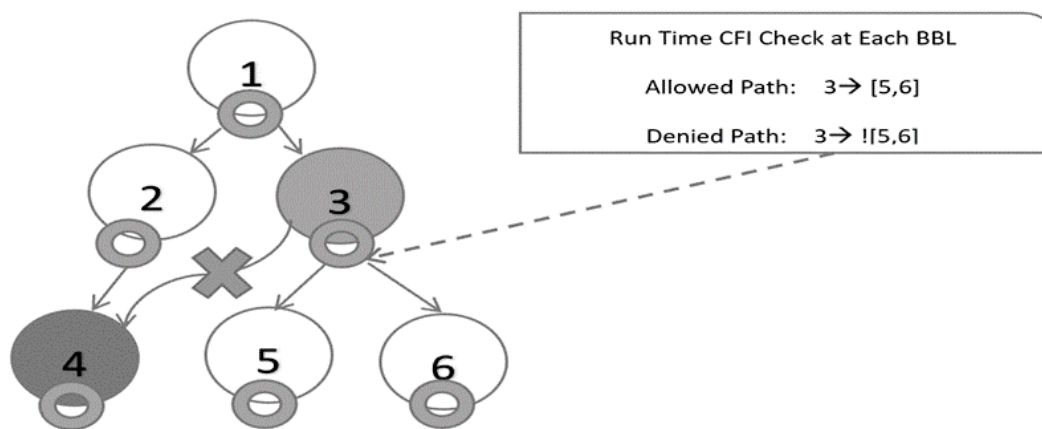 Run Time CFI Check at Each BBL
Allowed Path: 3→ [5,6]
Denied Path: 3→ ![5,6]
1
2
3
4
5
6